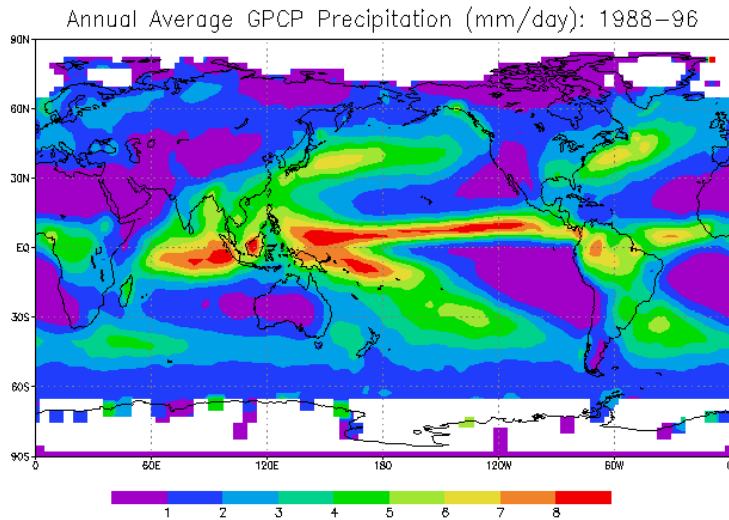 Annual Average GPCP Precipitation (mm/day): 1988–96
90N
60N
30N
EQ
30S
60S
90S
0 60E 120E 180 120W 60W 0
1 2 3 4 5 6 7 8